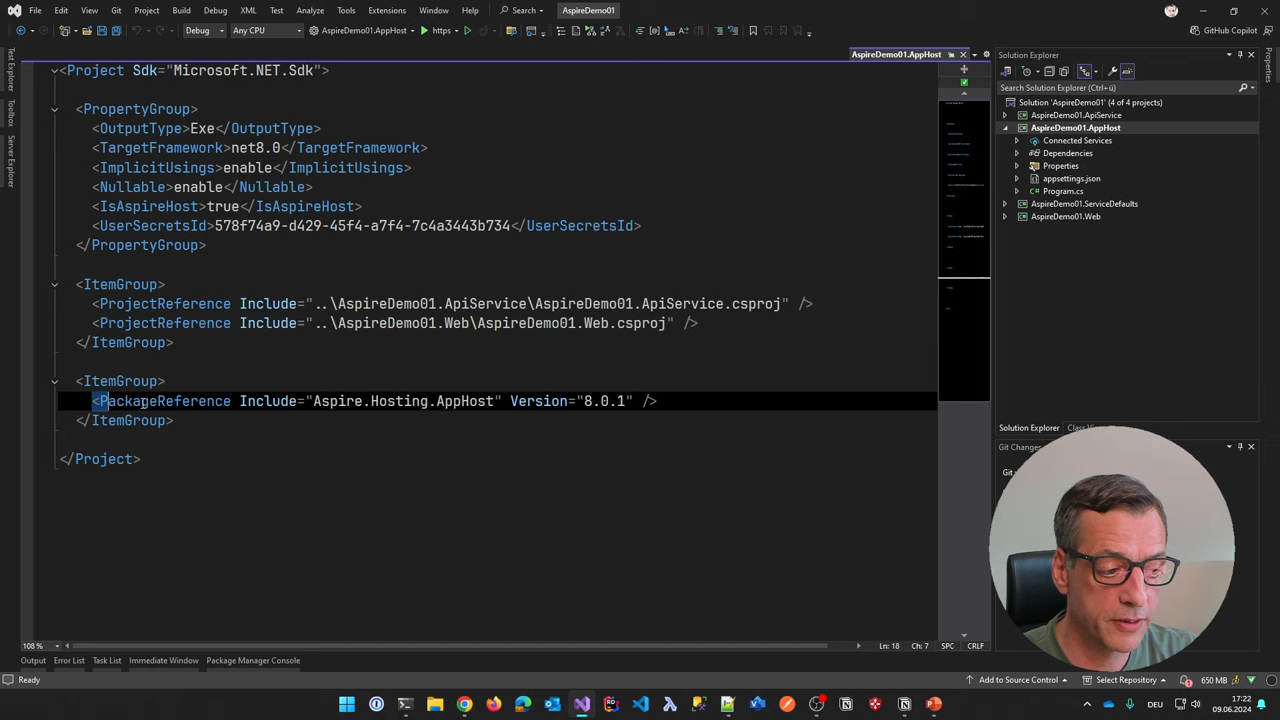 File Edit View Git Project Build Debug XML Test Analyze Tools Extensions Window Help Search AspireDemo01
Debug Any CPU AspireDemo01.AppHost https GitHub Copilot
Test Explorer
Toolbox
Server Explorer
AspireDemo01.AppHost
<Project Sdk="Microsoft.NET.Sdk">
<PropertyGroup>
<OutputType>Exe</OutputType>
<TargetFramework>net8.0</TargetFramework>
<ImplicitUsings>enable</ImplicitUsings>
<Nullable>enable</Nullable>
<IsAspireHost>true</IsAspireHost>
<UserSecretsId>578f74a9-d429-45f4-a7f4-7c4a3443b734</UserSecretsId>
</PropertyGroup>
<ItemGroup>
<ProjectReference Include="..\AspireDemo01.ApiService\AspireDemo01.ApiService.csproj" />
<ProjectReference Include="..\AspireDemo01.Web\AspireDemo01.Web.csproj" />
</ItemGroup>
<ItemGroup>
<PackageReference Include="Aspire.Hosting.AppHost" Version="8.0.1" />
</ItemGroup>
</Project>
108 % Ln: 18 Ch: 7 SPC CRLF
Solution Explorer
Search Solution Explorer (Ctrl+ü)
Solution 'AspireDemo01' (4 of 4 projects)
AspireDemo01.ApiService
AspireDemo01.AppHost
Connected Services
Dependencies
Properties
appsettings.json
Program.cs
AspireDemo01.ServiceDefaults
AspireDemo01.Web
Solution Explorer
Git Changes
Properties
Output Error List Task List Immediate Window Package Manager Console
Ready Add to Source Control Select Repository 650 MB
DEU 17:22
09.06.2024